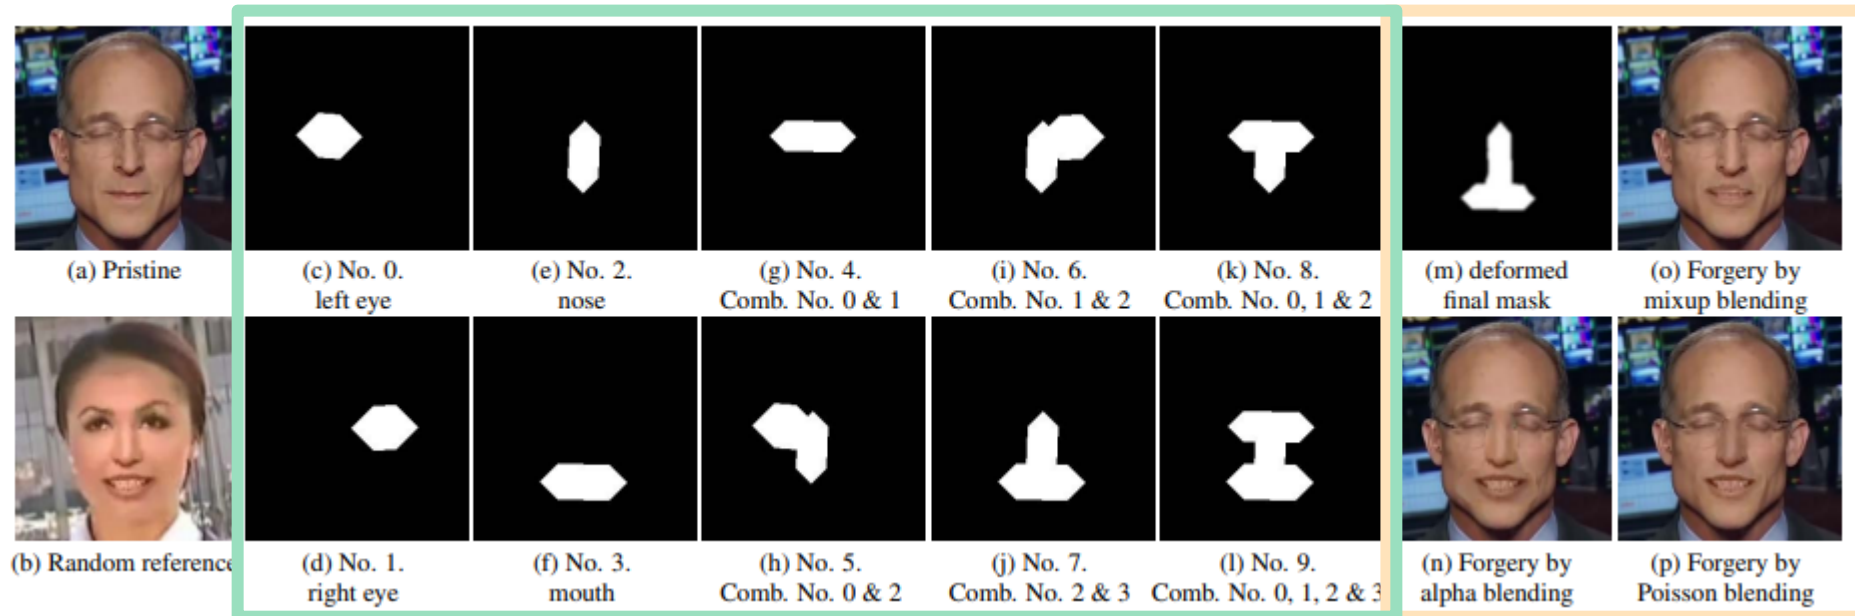 (a) Pristine
(c) No. 0.
left eye
(e) No. 2.
nose
(g) No. 4.
Comb. No. 0 & 1
(i) No. 6.
Comb. No. 1 & 2
(k) No. 8.
Comb. No. 0, 1 & 2
(m) deformed
final mask
(o) Forgery by
mixup blending
(b) Random reference
(d) No. 1.
right eye
(f) No. 3.
mouth
(h) No. 5.
Comb. No. 0 & 2
(j) No. 7.
Comb. No. 2 & 3
(l) No. 9.
Comb. No. 0, 1, 2 & 3
(n) Forgery by
alpha blending
(p) Forgery by
Poisson blending